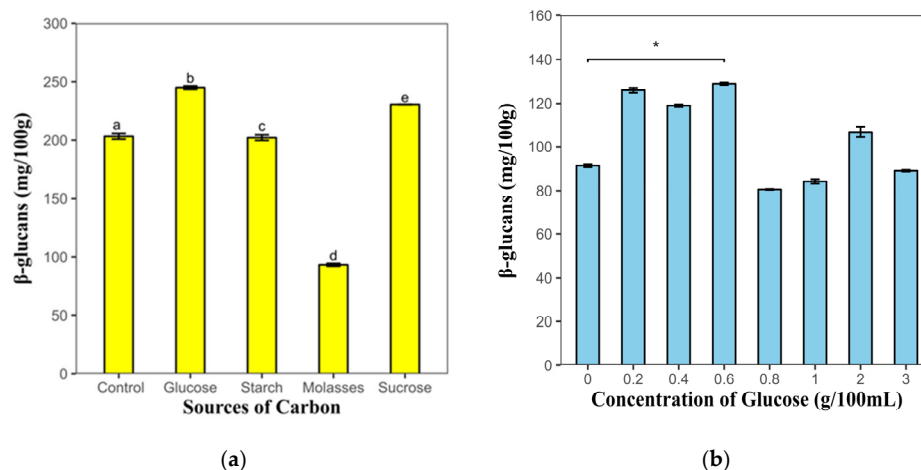 300
250
200
150
100
50
0
β-glucans (mg/100g)
a
b
c
d
e
Control Glucose Starch Molasses Sucrose
Sources of Carbon
(a)
160
140
120
100
80
60
40
20
0
β-glucans (mg/100g)
*
0 0.2 0.4 0.6 0.8 1 2 3
Concentration of Glucose (g/100mL)
(b)